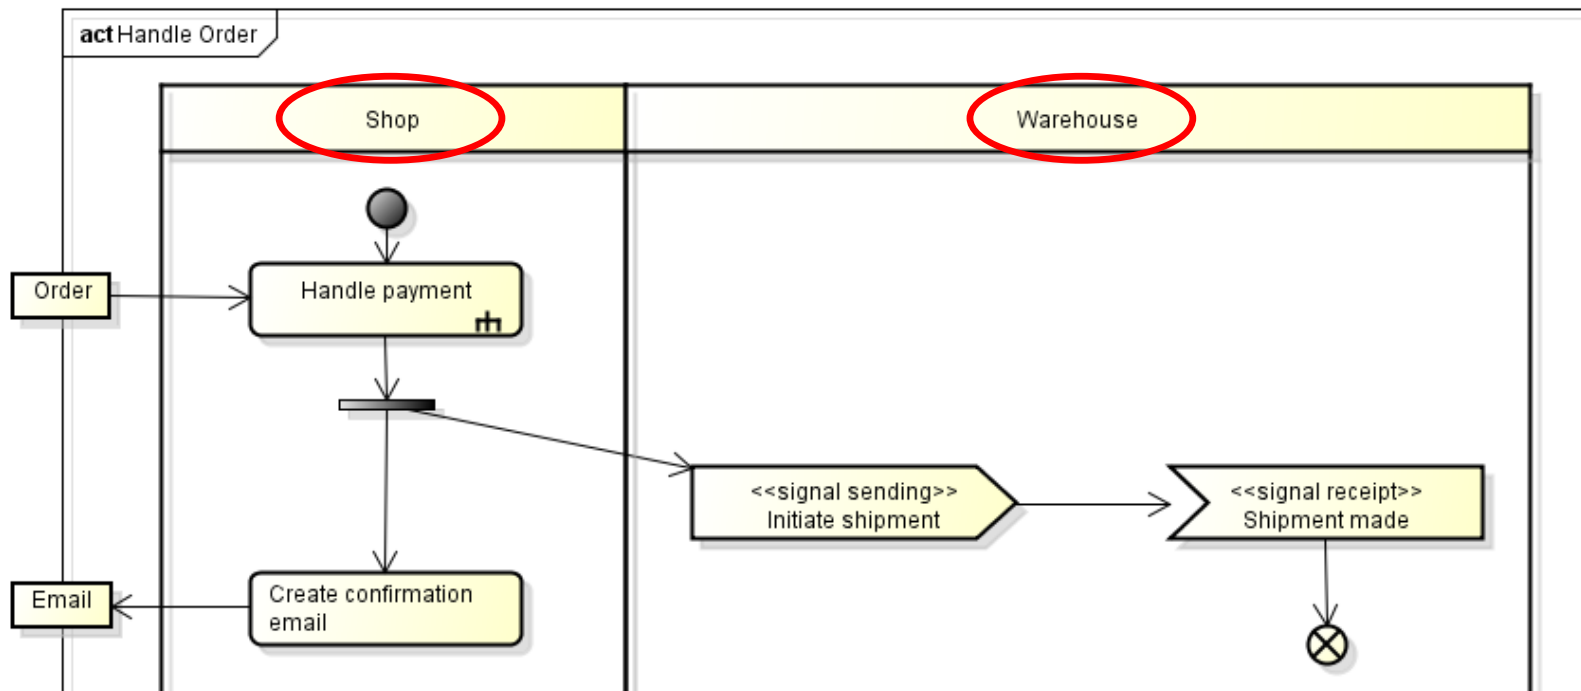 act Handle Order
Shop
Warehouse
Order
Handle payment
<<signal sending>>
Initiate shipment
<<signal receipt>>
Shipment made
Email
Create confirmation
email